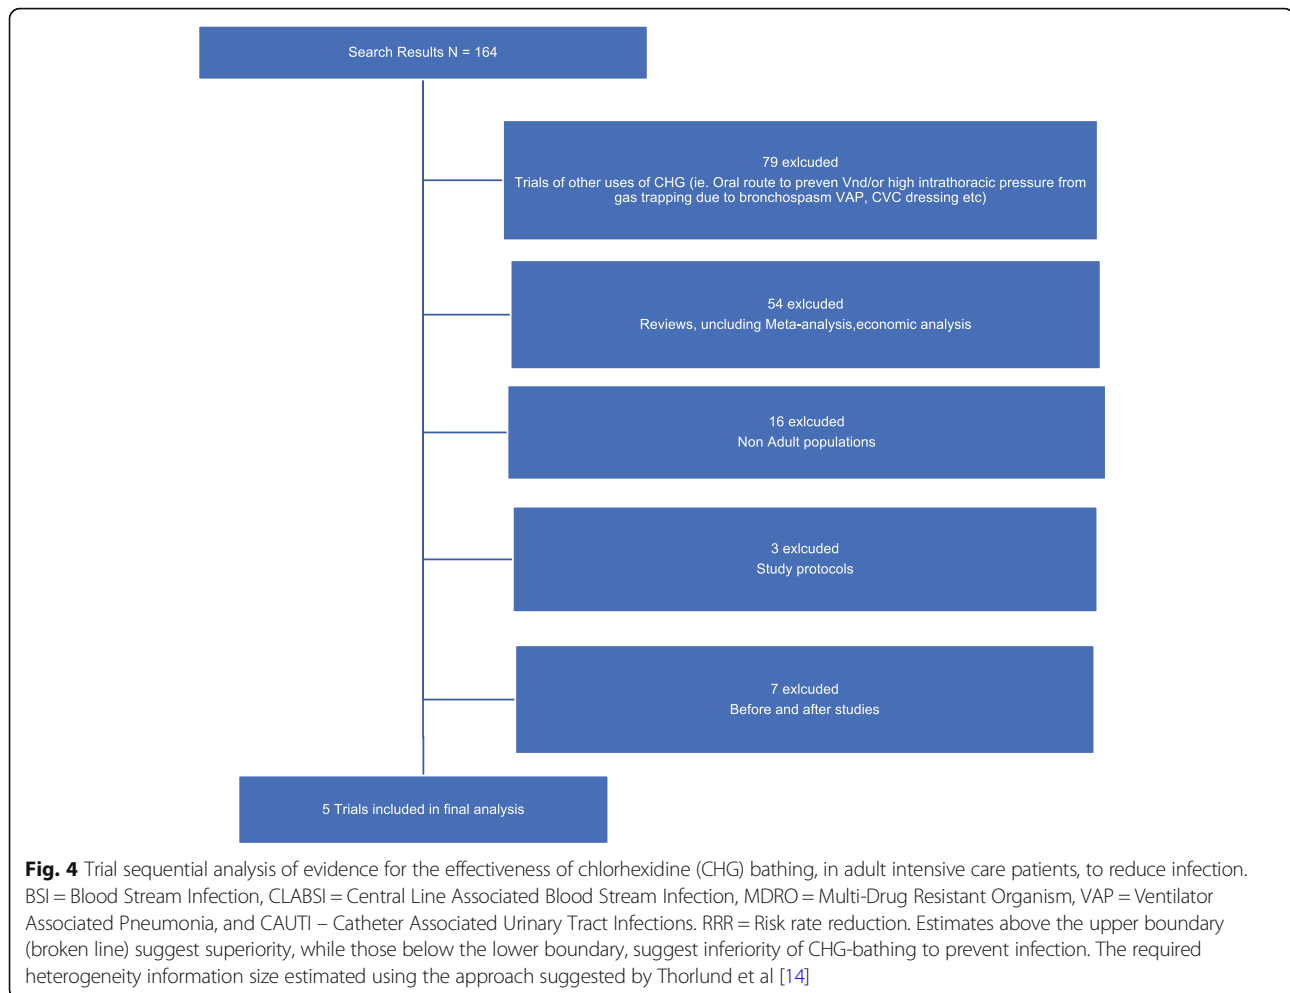 Search Results N = 164
79 exlcuded
Trials of other uses of CHG (ie. Oral route to preven Vnd/or high intrathoracic pressure from
gas trapping due to bronchospasm VAP, CVC dressing etc)
54 exlcuded
Reviews, uncluding Meta-analysis,economic analysis
16 exlcuded
Non Adult populations
3 exlcuded
Study protocols
7 exlcuded
Before and after studies
5 Trials included in final analysis
Fig. 4 Trial sequential analysis of evidence for the effectiveness of chlorhexidine (CHG) bathing, in adult intensive care patients, to reduce infection.
BSI = Blood Stream Infection, CLABSI = Central Line Associated Blood Stream Infection, MDRO = Multi-Drug Resistant Organism, VAP = Ventilator
Associated Pneumonia, and CAUTI – Catheter Associated Urinary Tract Infections. RRR = Risk rate reduction. Estimates above the upper boundary
(broken line) suggest superiority, while those below the lower boundary, suggest inferiority of CHG-bathing to prevent infection. The required
heterogeneity information size estimated using the approach suggested by Thorlund et al [14]